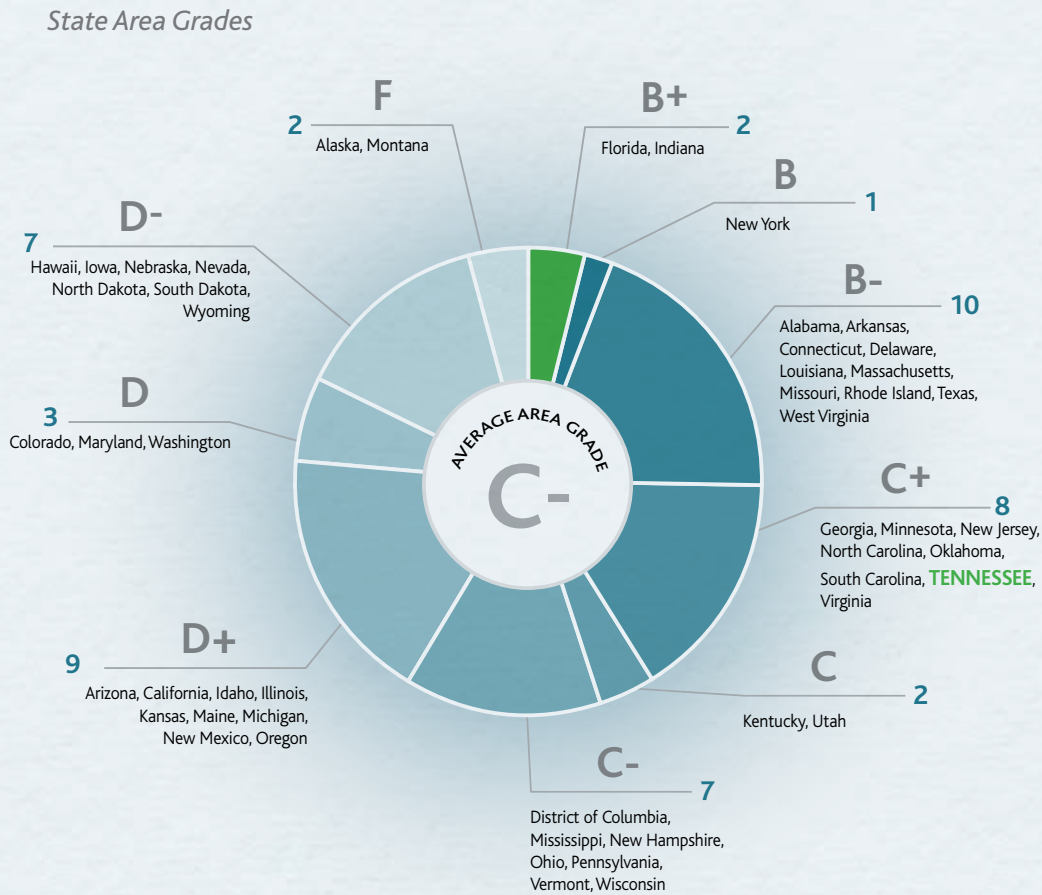 State Area Grades
F
2
Alaska, Montana
B+
2
Florida, Indiana
B
1
New York
B-
10
Alabama, Arkansas,
Connecticut, Delaware,
Louisiana, Massachusetts,
Missouri, Rhode Island, Texas,
West Virginia
C+
8
Georgia, Minnesota, New Jersey,
North Carolina, Oklahoma,
South Carolina, TENNESSEE,
Virginia
C
2
Kentucky, Utah
C-
7
District of Columbia,
Mississippi, New Hampshire,
Ohio, Pennsylvania,
Vermont, Wisconsin
D+
9
Arizona, California, Idaho, Illinois,
Kansas, Maine, Michigan,
New Mexico, Oregon
D
3
Colorado, Maryland, Washington
D-
7
Hawaii, Iowa, Nebraska, Nevada,
North Dakota, South Dakota,
Wyoming
AVERAGE AREA GRADE
C-